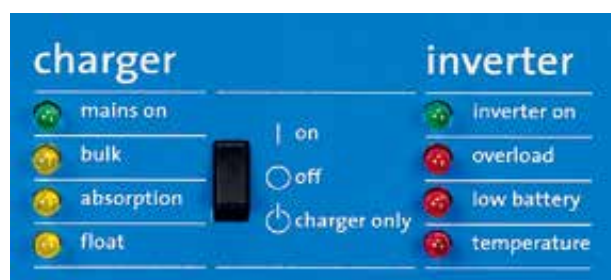 charger
mains on
bulk
absorption
float
on
off
charger only
inverter
inverter on
overload
low battery
temperature